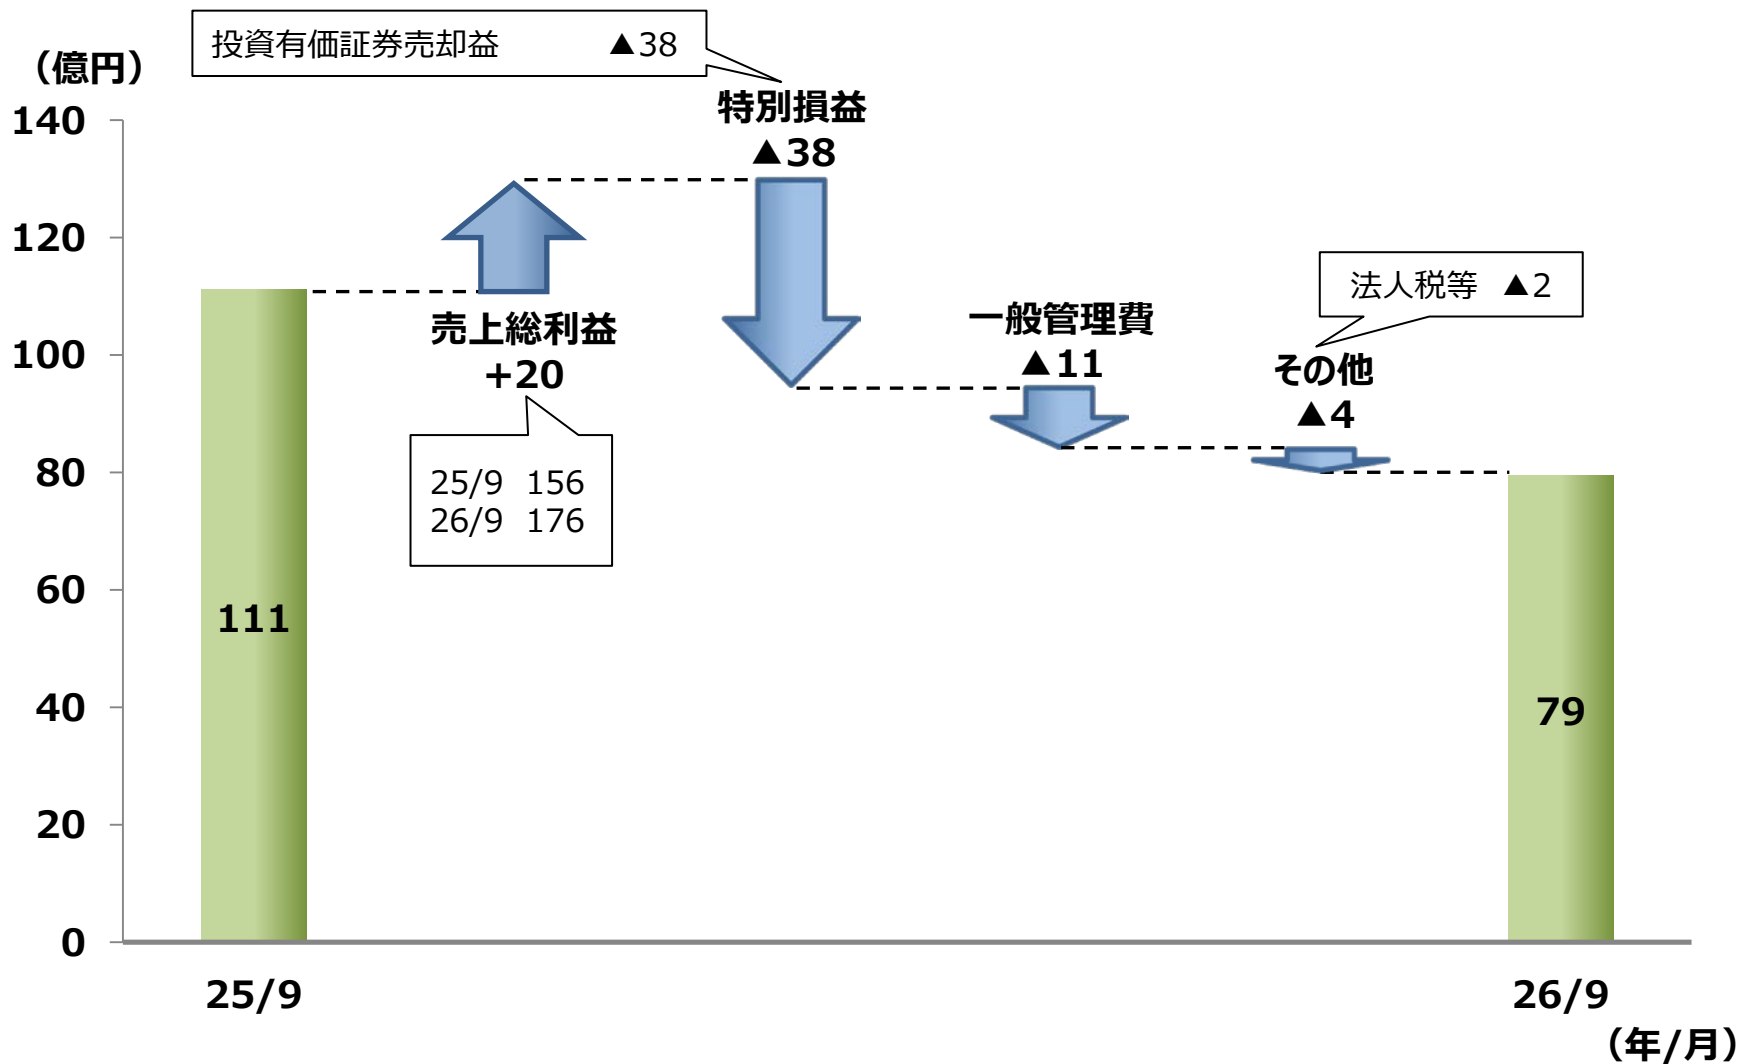 投資有価証券売却益 ▲38
（億円）
特別損益
▲38
140
120
100
80
60
40
20
0
売上総利益
+20
25/9 156
26/9 176
一般管理費
▲11
法人税等 ▲2
その他
▲4
111
79
25/9
26/9
（年/月）